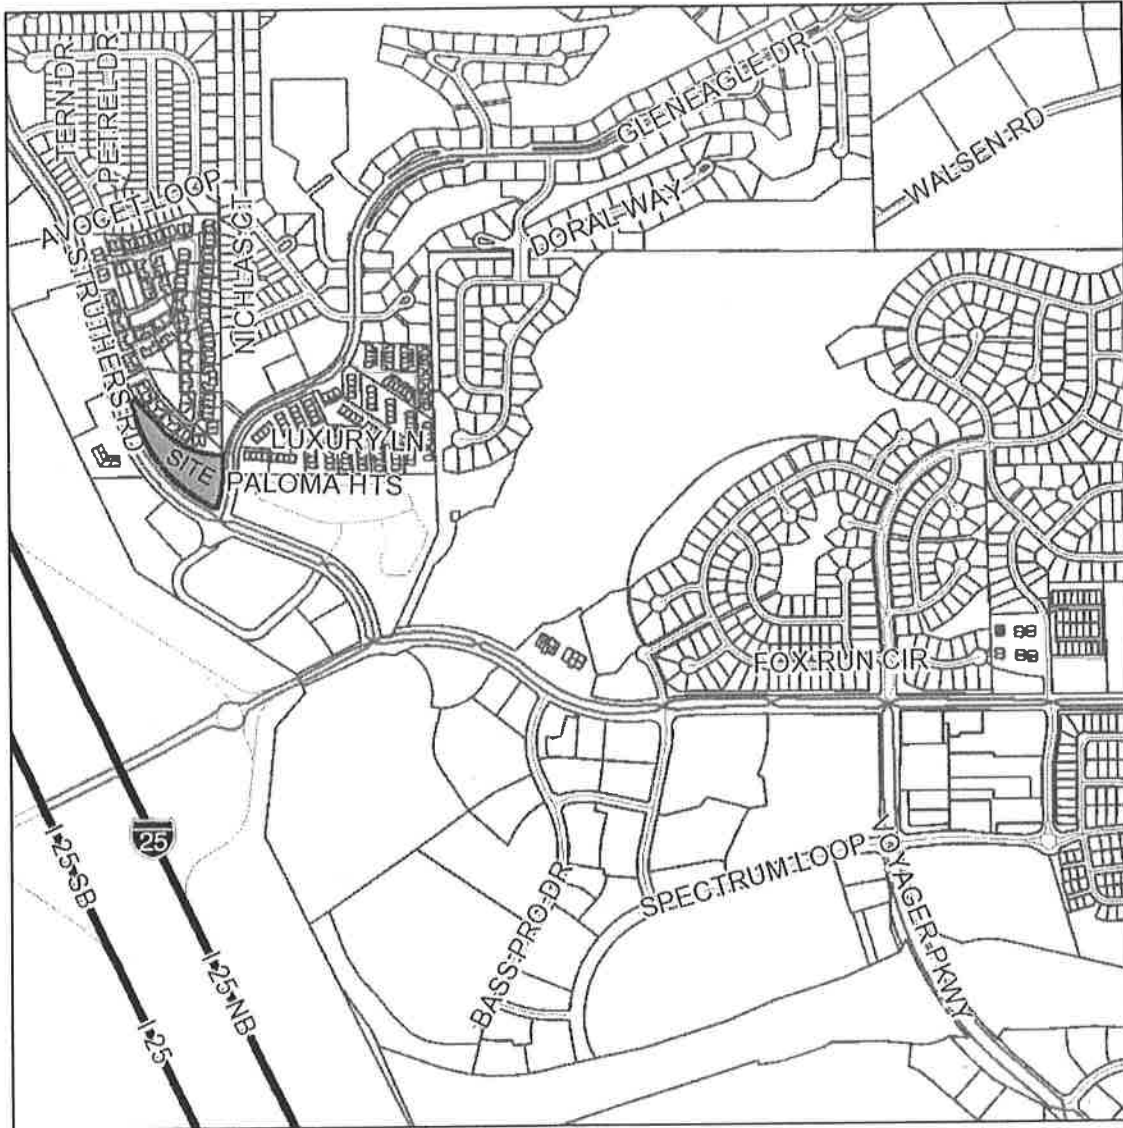 TERN DR
PETREL DR
GLENEAGLE DR
WALSEN RD
AVOCET LOOP
DORAL WAY
NICHLAS CT
STRUTHERS RD
LUXURY LN
SITE
PALOMA HTS
FOX RUN CIR
25
I 25 SB
SPECTRUM LOOP
VOYAGER PKWY
BASS PRO DR
I 25 NB
I 25